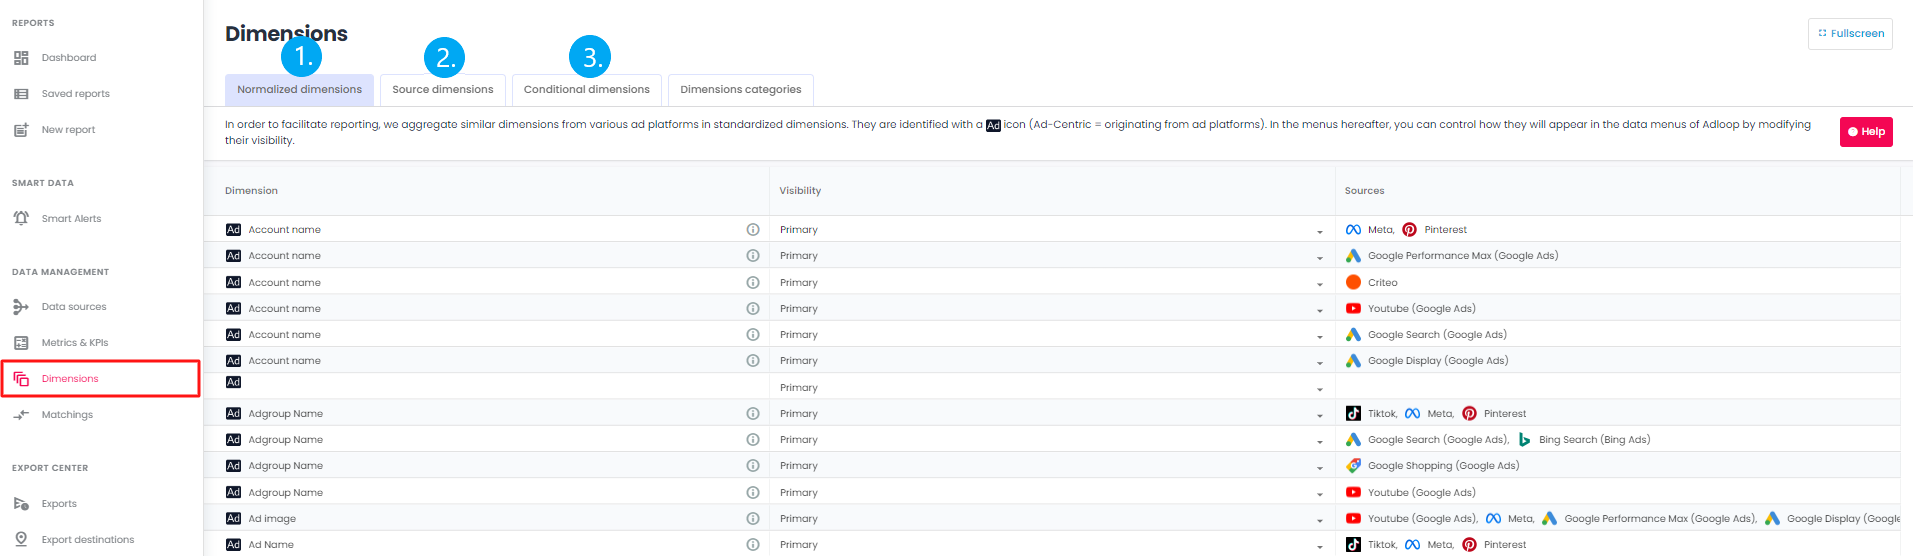 REPORTS
Dashboard
Saved reports
New report
SMART DATA
Smart Alerts
DATA MANAGEMENT
Data sources
Metrics & KPIs
Dimensions
Matchings
EXPORT CENTER
Exports
Export destinations
Dimensions
Fullscreen
1.
2.
3.
Normalized dimensions Source dimensions Conditional dimensions Dimensions categories
In order to facilitate reporting, we aggregate similar dimensions from various ad platforms in standardized dimensions. They are identified with a Ad icon (Ad-Centric = originating from ad platforms). In the menus hereafter, you can control how they will appear in the data menus of Adloop by modifying
their visibility.
Help
Dimension Visibility Sources
Ad Account name Primary Meta, Pinterest
Ad Account name Primary Google Performance Max (Google Ads)
Ad Account name Primary Criteo
Ad Account name Primary Youtube (Google Ads)
Ad Account name Primary Google Search (Google Ads)
Ad Account name Primary Google Display (Google Ads)
Ad Primary
Ad Adgroup Name Primary Tiktok, Meta, Pinterest
Ad Adgroup Name Primary Google Search (Google Ads), Bing Search (Bing Ads)
Ad Adgroup Name Primary Google Shopping (Google Ads)
Ad Adgroup Name Primary Youtube (Google Ads)
Ad Ad image Primary Youtube (Google Ads), Meta, Google Performance Max (Google Ads), Google Display (Google
Ad Ad Name Primary Tiktok, Meta, Pinterest